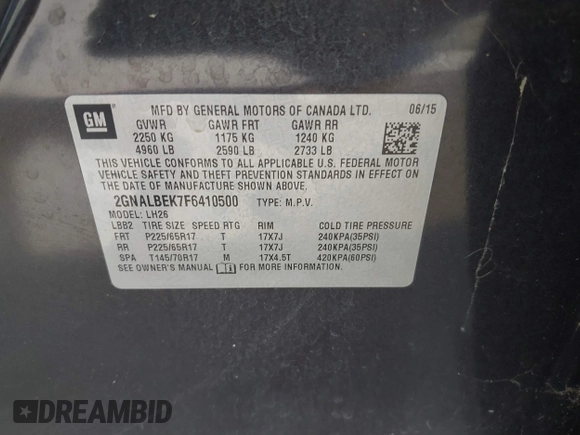 GM
MFD BY GENERAL MOTORS OF CANADA LTD. 06/15
GVWR GAWR FRT GAWR RR
2250 KG 1175 KG 1240 KG
4960 LB 2590 LB 2733 LB
THIS VEHICLE CONFORMS TO ALL APPLICABLE U.S. FEDERAL MOTOR
VEHICLE SAFETY AND THEFT PREVENTION STANDARDS IN EFFECT
ON THE DATE OF MANUFACTURE SHOWN ABOVE.
2GNALBEK7F6410500 TYPE: M.P.V.
MODEL: LH26
LBB2 TIRE SIZE SPEED RTG RIM COLD TIRE PRESSURE
FRT P225/65R17 T 17X7J 240KPA(35PSI)
RR P225/65R17 T 17X7J 240KPA(35PSI)
SPA T145/70R17 M 17X4.5T 420KPA(60PSI)
SEE OWNER'S MANUAL FOR MORE INFORMATION.
DREAMBID